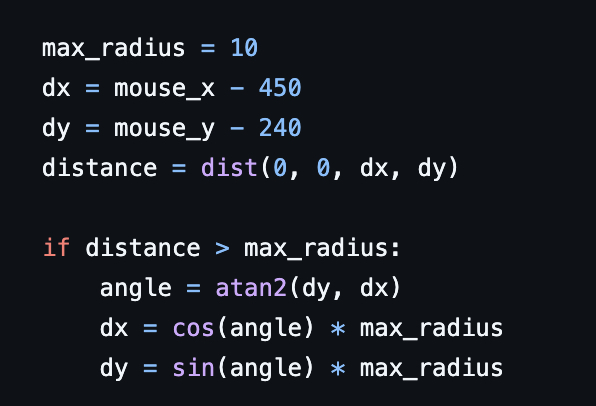 max_radius = 10
dx = mouse_x - 450
dy = mouse_y - 240
distance = dist(0, 0, dx, dy)

if distance > max_radius:
    angle = atan2(dy, dx)
    dx = cos(angle) * max_radius
    dy = sin(angle) * max_radius